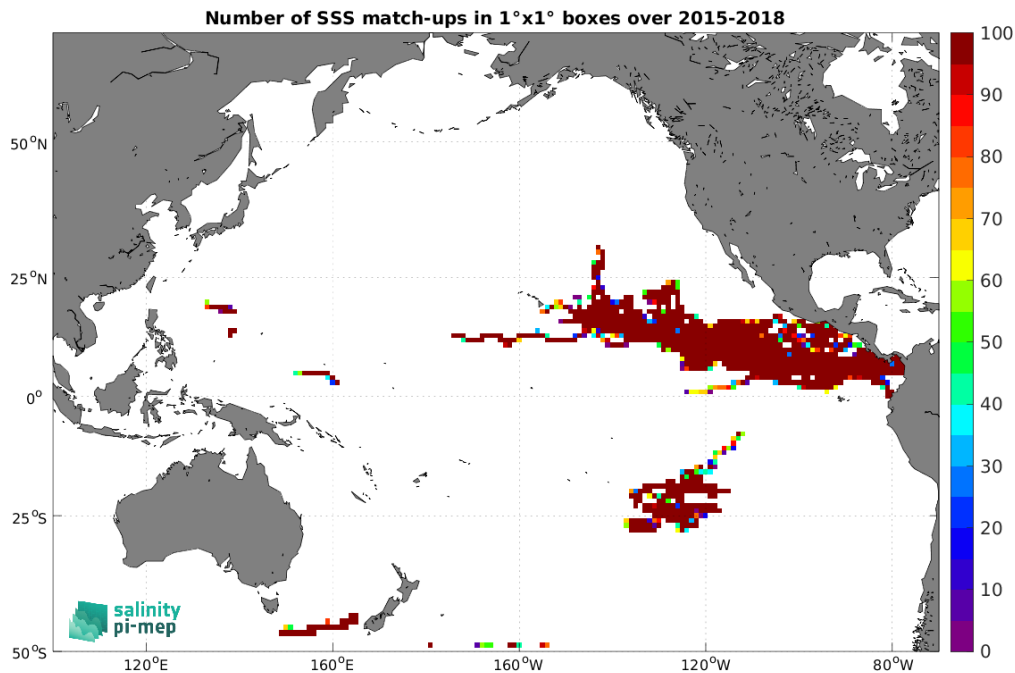 Number of SSS match-ups in 1°x1° boxes over 2015-2018
100
90
80
70
60
50
40
30
20
10
0
50°N
25°N
0°
25°S
50°S
120°E
160°E
160°W
120°W
80°W
salinity
pi-mep